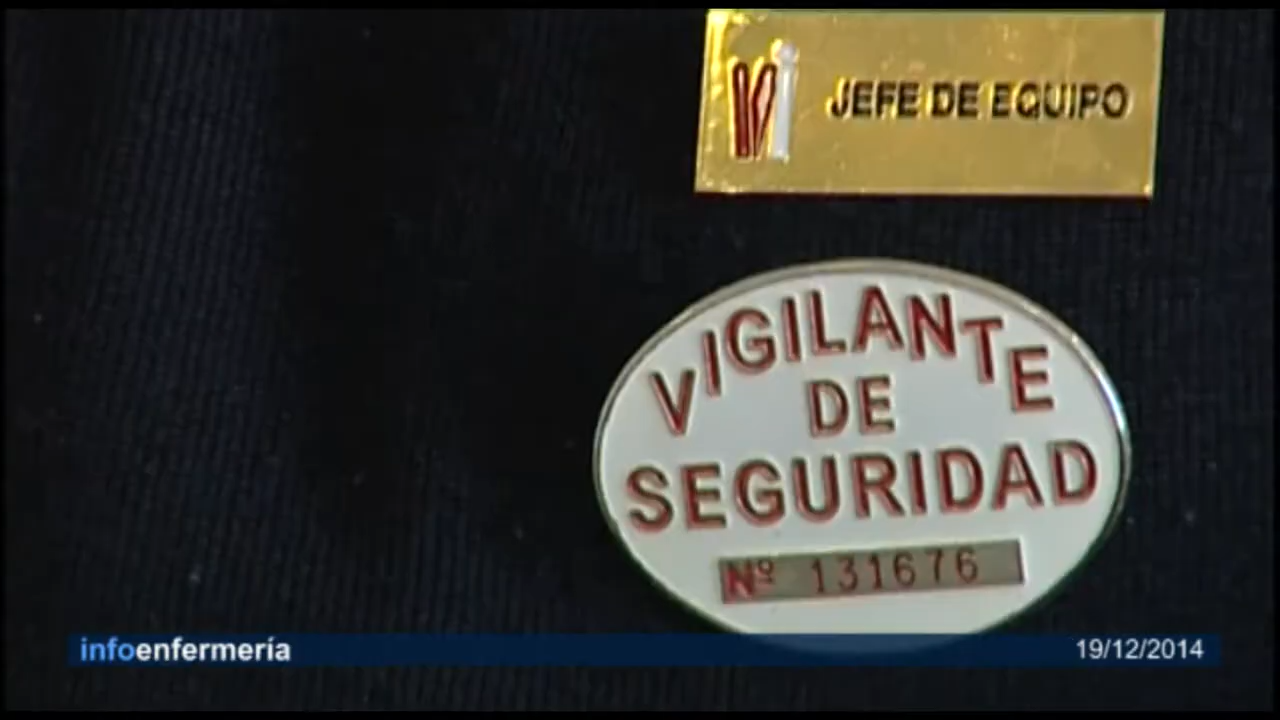 JEFE DE EQUIPO
VIGILANTE
DE
SEGURIDAD
Nº 131676
infoenfermería
19/12/2014